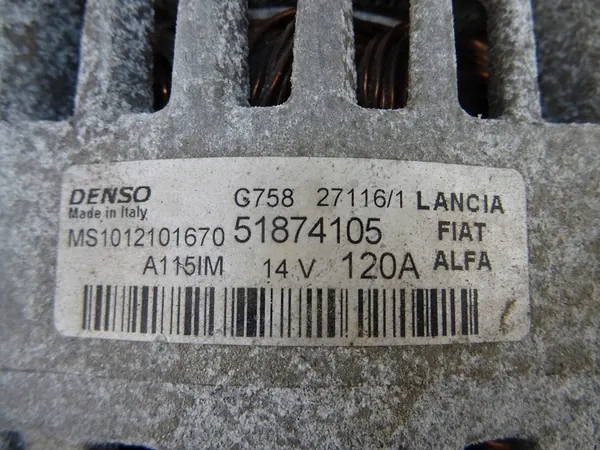 DENSO G758 27116/1 LANCIA
Made in Italy
MS1012101670 51874105 FIAT
A115IM 14 V 120A ALFA